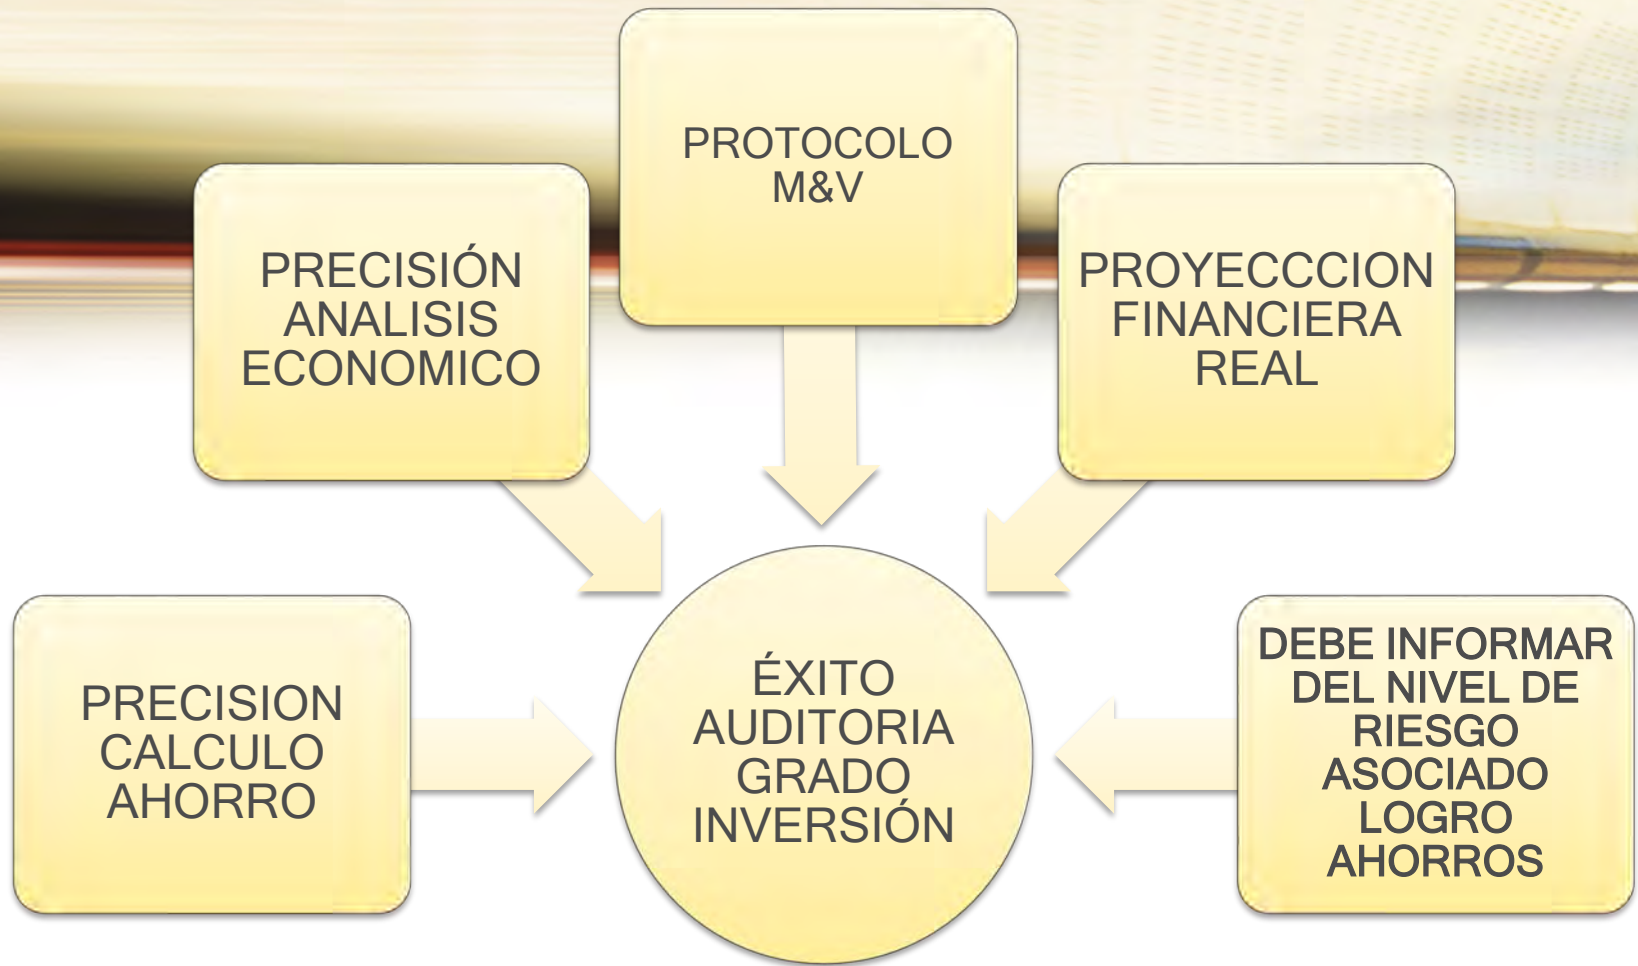 PROTOCOLO
M&V
PRECISIÓN
ANALISIS
ECONOMICO
PROYECCCION
FINANCIERA
REAL
PRECISION
CALCULO
AHORRO
ÉXITO
AUDITORIA
GRADO
INVERSIÓN
DEBE INFORMAR
DEL NIVEL DE
RIESGO
ASOCIADO
LOGRO
AHORROS